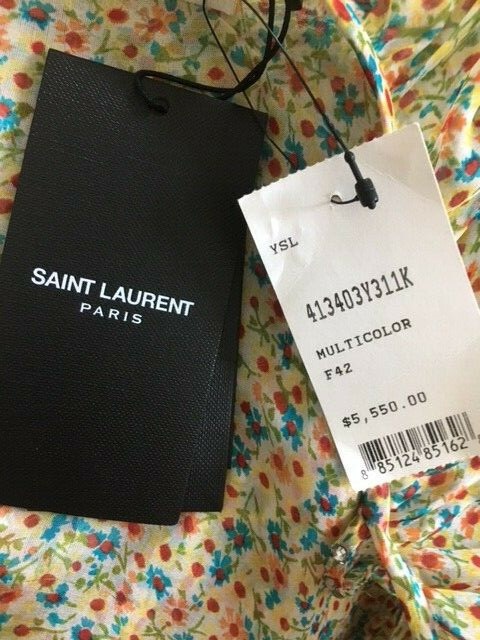 SAINT LAURENT
PARIS
YSL
413403Y311K
MULTICOLOR
F42
$5,550.00
8 85124 85162